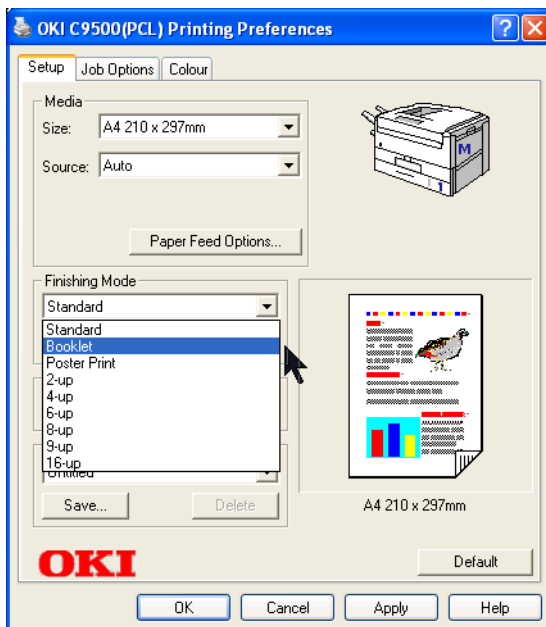 OKI C9500(PCL) Printing Preferences
Setup
Job Options
Colour
Media
Size:
A4 210 x 297mm
Source:
Auto
M
1
Paper Feed Options...
Finishing Mode
Standard
Standard
Booklet
Poster Print
2-up
4-up
6-up
8-up
9-up
16-up
Untitled
Save...
Delete
A4 210 x 297mm
OKI
Default
OK
Cancel
Apply
Help